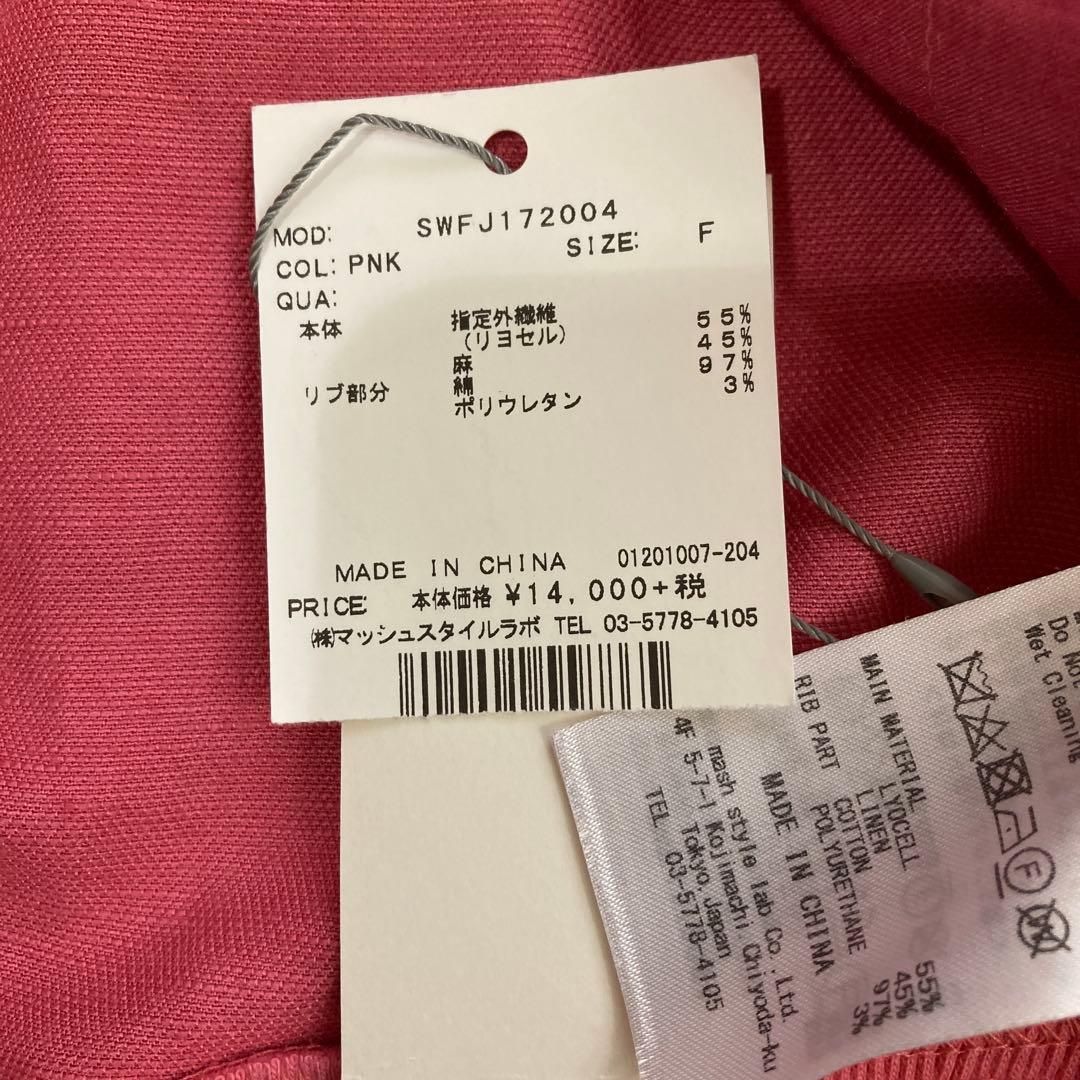 MOD: SWFJ172004
COL: PNK SIZE: F
QUA:
本体 指定外繊維 55%
(リヨセル) 45%
麻 97%
リブ部分 綿 3%
ポリウレタン
MADE IN CHINA 01201007-204
PRICE: 本体価格 ¥14,000+税
㈱マッシュスタイルラボ TEL 03-5778-4105
Do Not
Wet Cleaning
MAIN MATERIAL
LYOCELL 55%
LINEN 45%
RIB PART
COTTON 97%
POLYURETHANE 3%
MADE IN CHINA
mash style lab Co.,Ltd.
4F 5-7-1 Kojimachi Chiyoda-ku
Tokyo,Japan
TEL 03-5778-4105
F
W